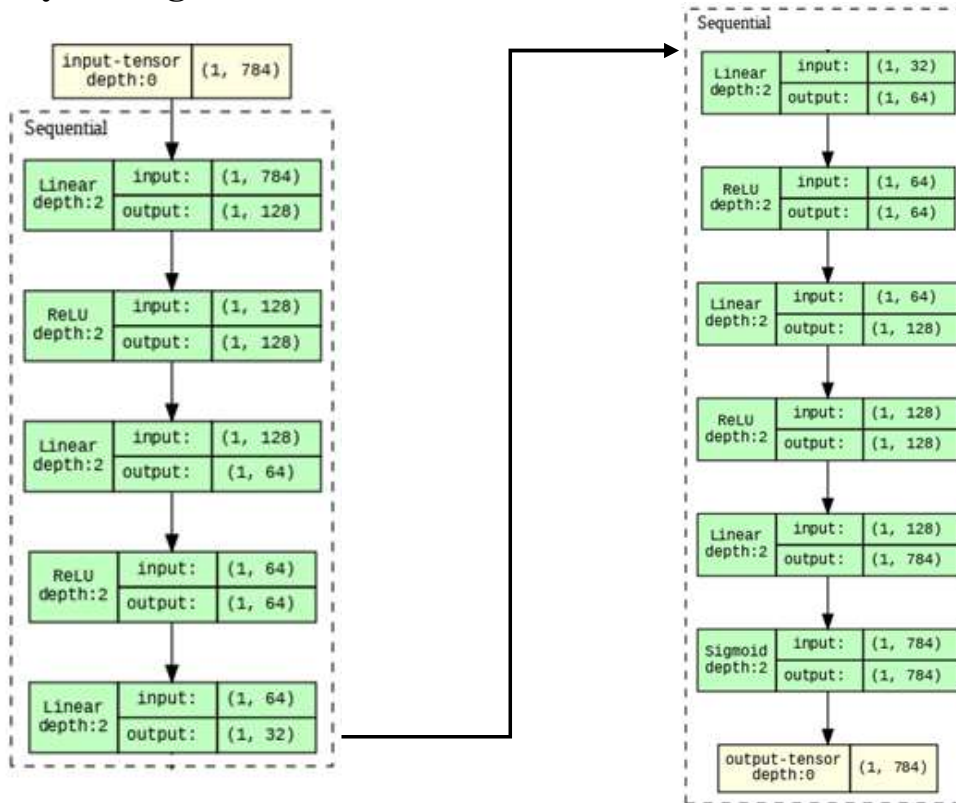 input-tensor
depth:0
(1, 784)
Sequential
Linear
depth:2
input:
(1, 784)
output:
(1, 128)
ReLU
depth:2
input:
(1, 128)
output:
(1, 128)
Linear
depth:2
input:
(1, 128)
output:
(1, 64)
ReLU
depth:2
input:
(1, 64)
output:
(1, 64)
Linear
depth:2
input:
(1, 64)
output:
(1, 32)
Sequential
Linear
depth:2
input:
(1, 32)
output:
(1, 64)
ReLU
depth:2
input:
(1, 64)
output:
(1, 64)
Linear
depth:2
input:
(1, 64)
output:
(1, 128)
ReLU
depth:2
input:
(1, 128)
output:
(1, 128)
Linear
depth:2
input:
(1, 128)
output:
(1, 784)
Sigmoid
depth:2
input:
(1, 784)
output:
(1, 784)
output-tensor
depth:0
(1, 784)